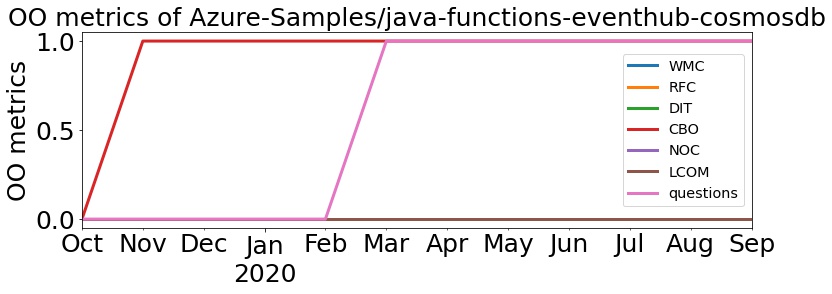 OO metrics of Azure-Samples/java-functions-eventhub-cosmosdb
OO metrics
1.0
0.5
0.0
WMC
RFC
DIT
CBO
NOC
LCOM
questions
Oct Nov Dec Jan Feb Mar Apr May Jun Jul Aug Sep
2020